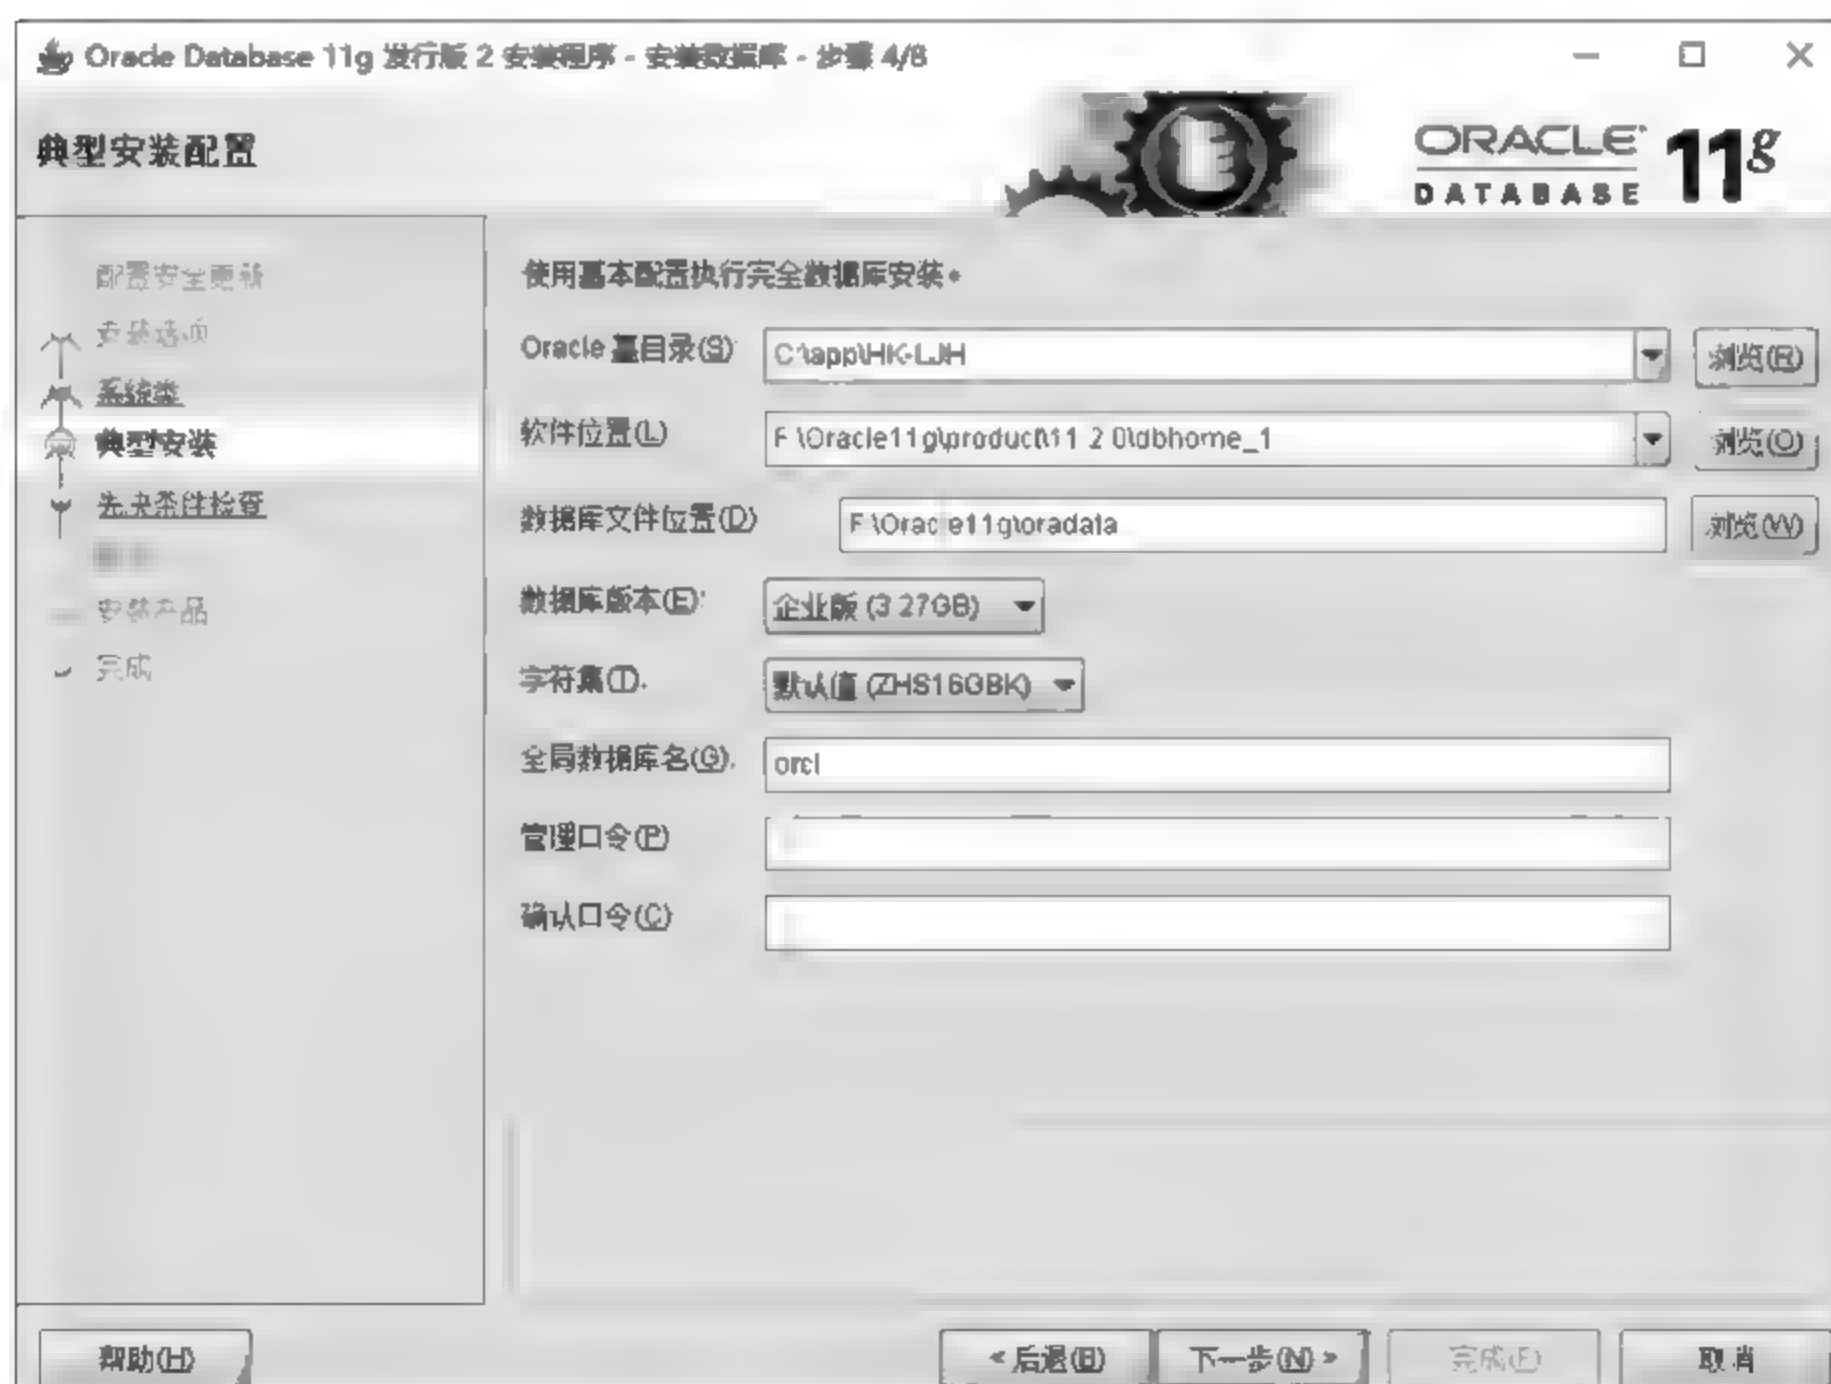 Oracle Database 11g 发行版 2 安装程序 - 安装数据库 - 步骤 4/8
典型安装配置
ORACLE
DATABASE 11g
配置安全更新
安装选项
系统类
典型安装
先决条件检查
安装产品
完成
使用基本配置执行完全数据库安装。
Oracle 基目录(S) C:\app\HK-LJH 浏览(R)
软件位置(L) F:\Oracle11g\product\11.2.0\dbhome_1 浏览(O)
数据库文件位置(D) F:\Oracle11g\oradata 浏览(W)
数据库版本(E): 企业版 (3.27GB)
字符集(T). 默认值 (ZHS16GBK)
全局数据库名(G). orcl
管理口令(P)
确认口令(C)
帮助(H) < 后退(B) 下一步(N) > 完成(F) 取消